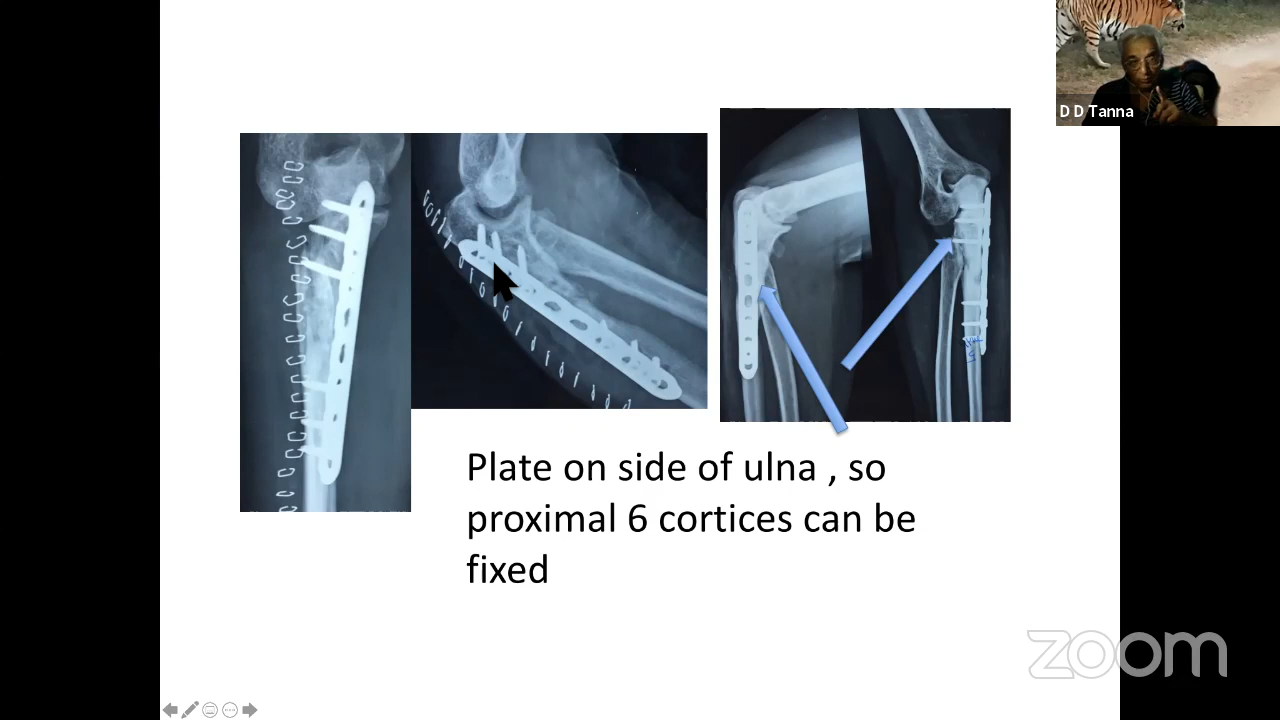 D D Tanna
Plate on side of ulna , so
proximal 6 cortices can be
fixed
zoom